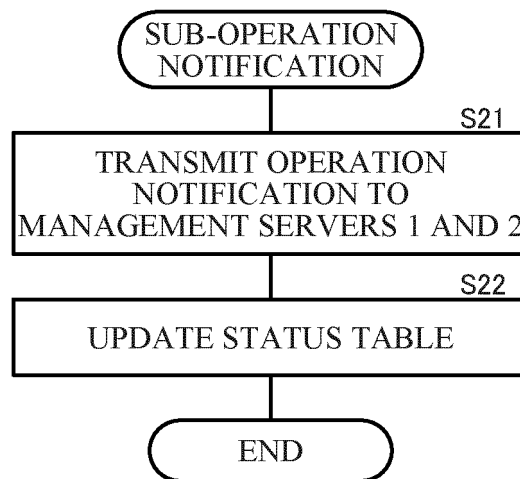 SUB-OPERATION
NOTIFICATION
S21
TRANSMIT OPERATION
NOTIFICATION TO
MANAGEMENT SERVERS 1 AND 2
S22
UPDATE STATUS TABLE
END